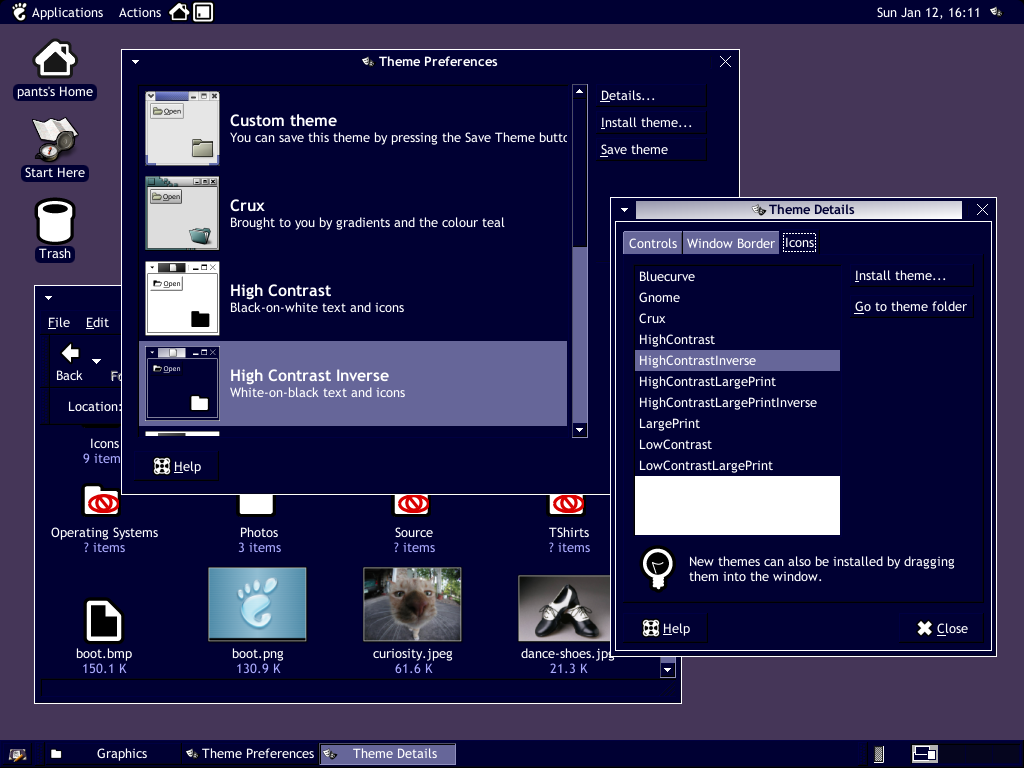 Applications Actions Sun Jan 12, 16:11
pants's Home
Start Here
Trash
Theme Preferences
Open
Custom theme
You can save this theme by pressing the Save Theme butto
Open
Crux
Brought to you by gradients and the colour teal
Open
High Contrast
Black-on-white text and icons
Open
High Contrast Inverse
White-on-black text and icons
Details...
Install theme...
Save theme
Help
Theme Details
Controls Window Border Icons
Bluecurve
Gnome
Crux
HighContrast
HighContrastInverse
HighContrastLargePrint
HighContrastLargePrintInverse
LargePrint
LowContrast
LowContrastLargePrint
Install theme...
Go to theme folder
New themes can also be installed by dragging
them into the window.
Help Close
File Edit
Back Fo
Location:
Icons
9 item
Operating Systems Photos Source TShirts
? items 3 items ? items ? items
boot.bmp boot.png curiosity.jpeg dance-shoes.jpg
150.1 K 130.9 K 61.6 K 21.3 K
Graphics Theme Preferences Theme Details